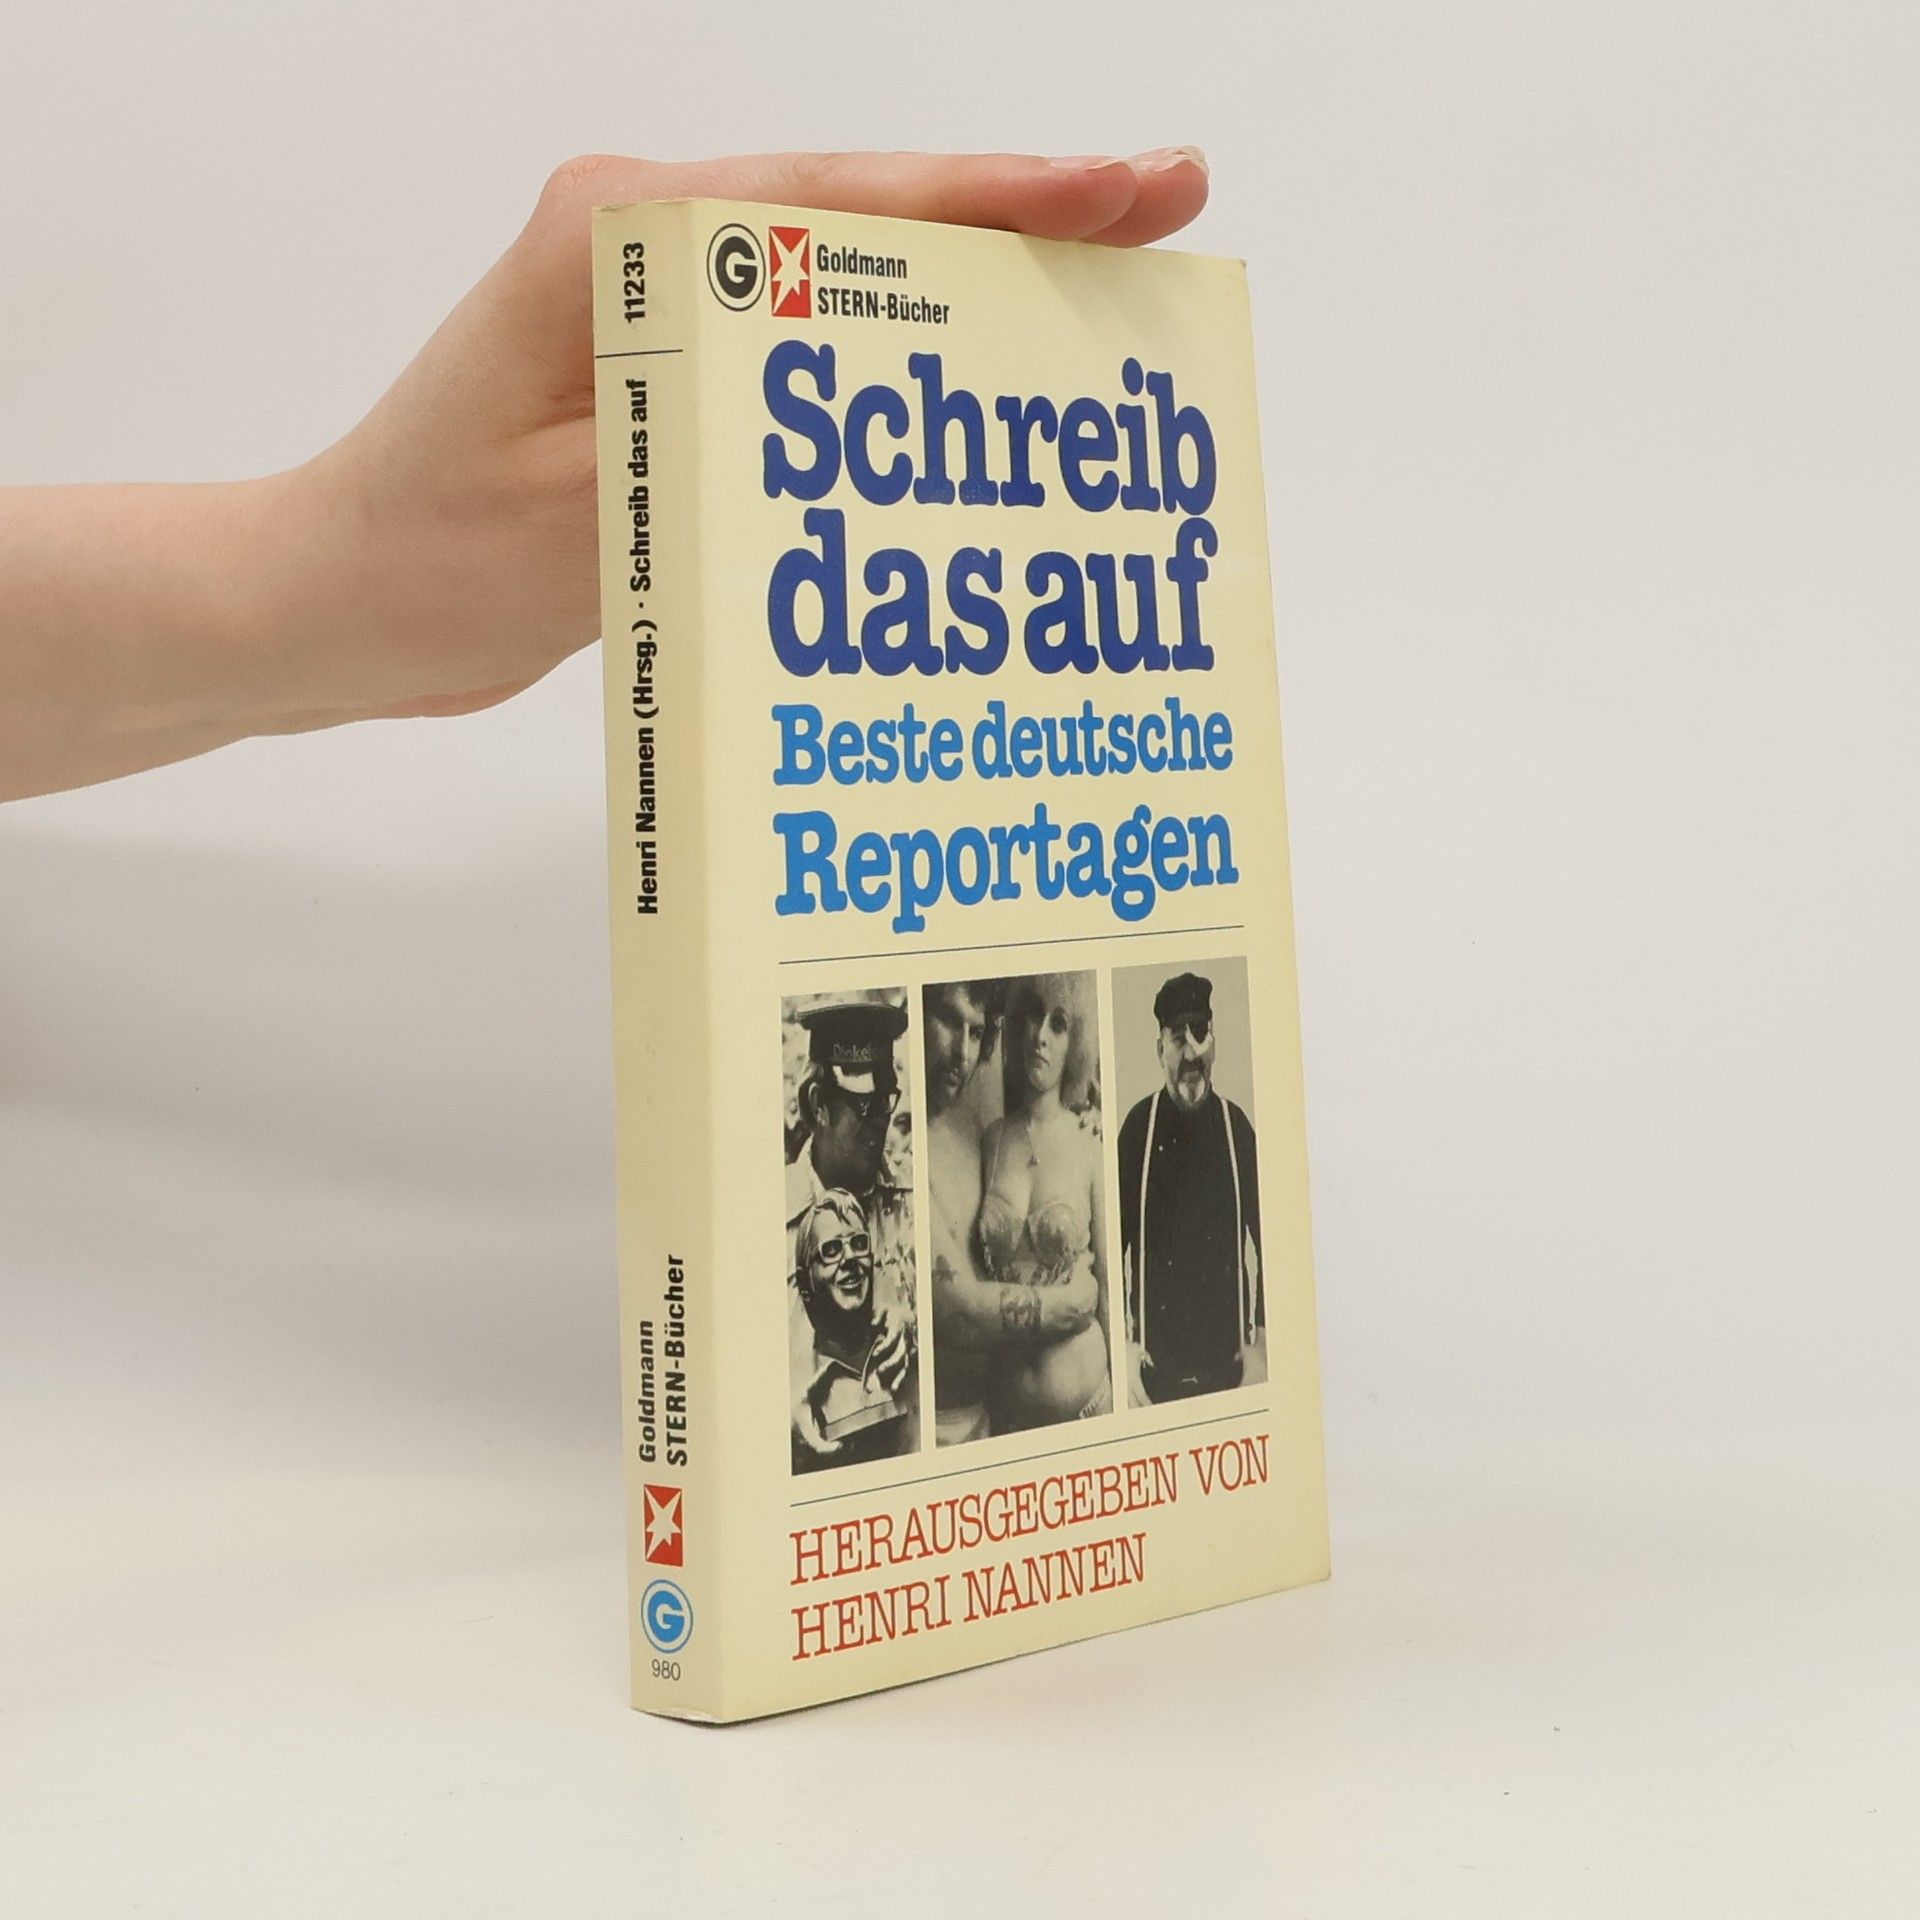 11233
Henri Nannen (Hrsg.) · Schreib das auf
Goldmann
STERN-Bücher
G
980
G
Goldmann
STERN-Bücher
Schreib
das auf
Beste deutsche
Reportagen
HERAUSGEGEBEN VON
HENRI NANNEN